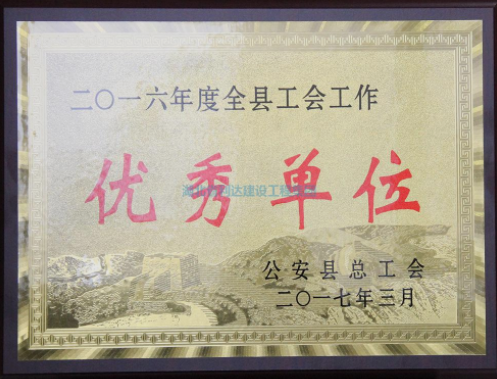 二〇一六年度全县工会工作
优秀单位
公安县总工会
二〇一七年三月